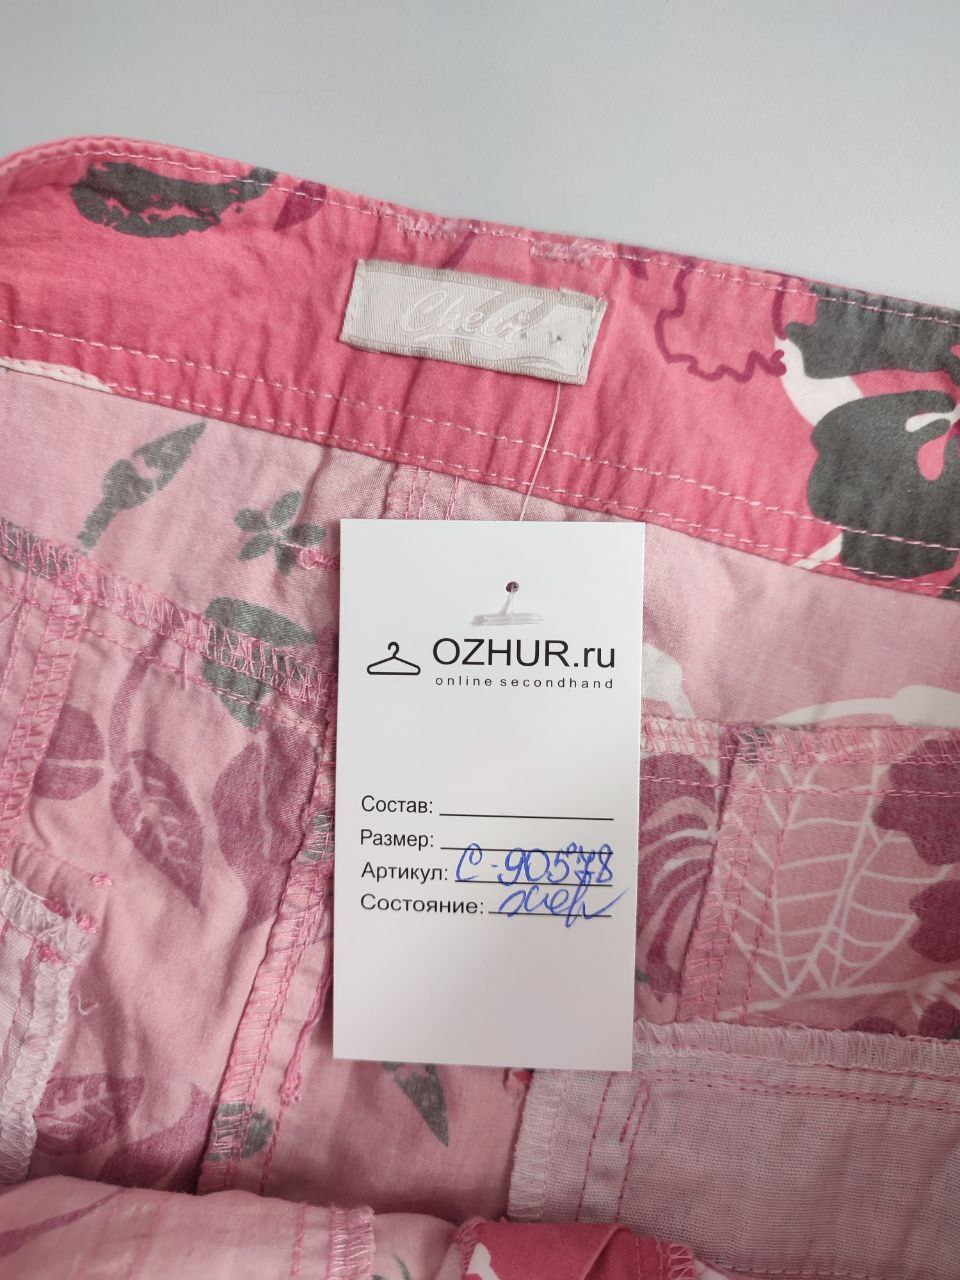 OZHUR.ru
online secondhand
Состав:
Размер:
Артикул: С-90578
Состояние: хор